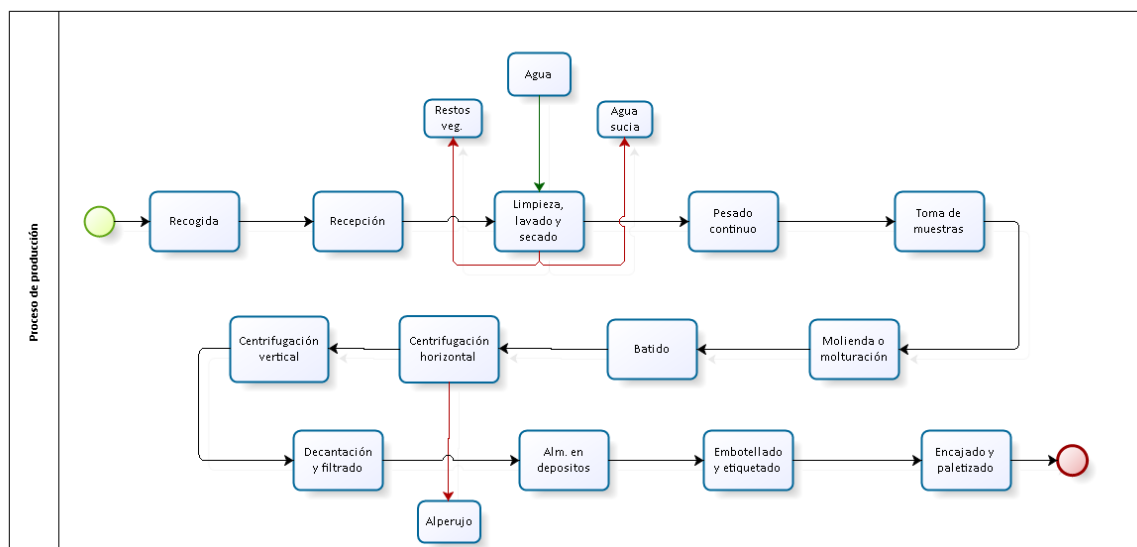 Proceso de producción
Agua
Restos
veg.
Agua
sucia
Recogida
Recepción
Limpieza,
lavado y
secado
Pesado
continuo
Toma de
muestras
Centrifugación
vertical
Centrifugación
horizontal
Batido
Molienda o
molturación
Decantación
y filtrado
Alm. en
depositos
Embotellado
y etiquetado
Encajado y
paletizado
Alperujo